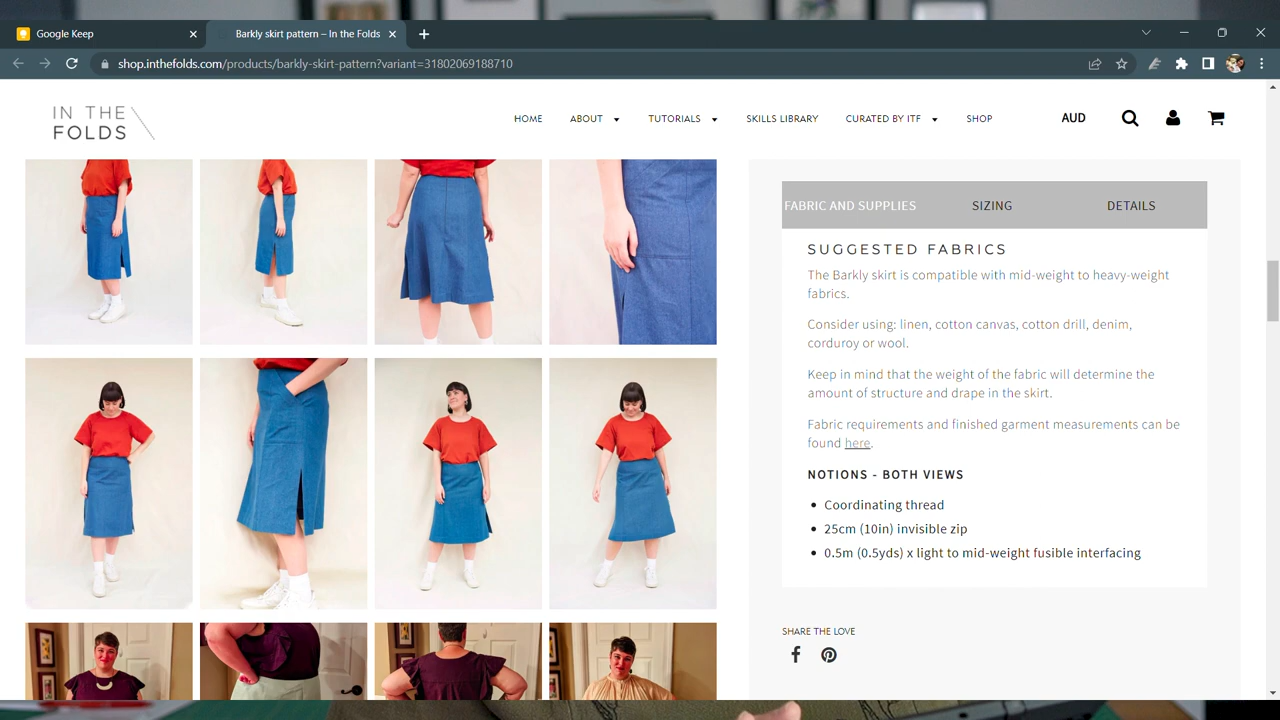 Google Keep
Barkly skirt pattern – In the Folds
shop.inthefolds.com/products/barkly-skirt-pattern?variant=31802069188710
IN THE
FOLDS
HOME
ABOUT
TUTORIALS
SKILLS LIBRARY
CURATED BY ITF
SHOP
AUD
FABRIC AND SUPPLIES
SIZING
DETAILS
SUGGESTED FABRICS
The Barkly skirt is compatible with mid-weight to heavy-weight
fabrics.
Consider using: linen, cotton canvas, cotton drill, denim,
corduroy or wool.
Keep in mind that the weight of the fabric will determine the
amount of structure and drape in the skirt.
Fabric requirements and finished garment measurements can be
found here.
NOTIONS - BOTH VIEWS
Coordinating thread
25cm (10in) invisible zip
0.5m (0.5yds) x light to mid-weight fusible interfacing
SHARE THE LOVE